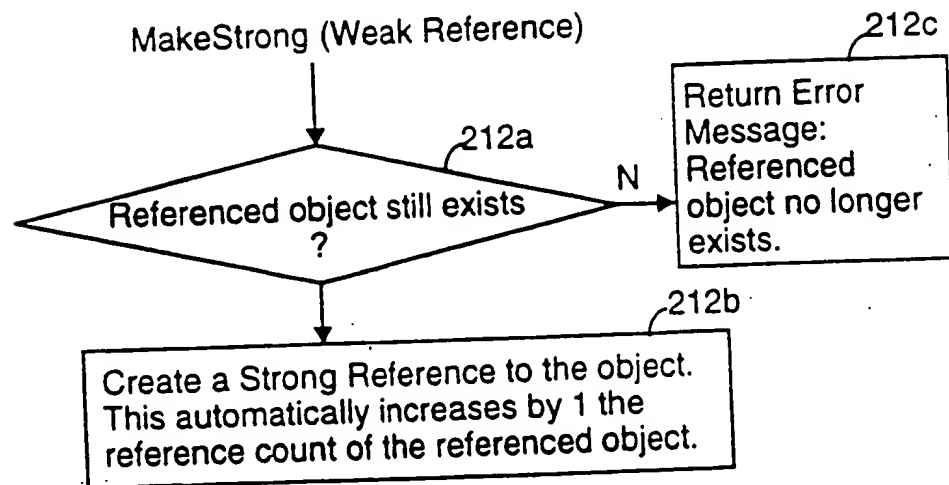 MakeStrong (Weak Reference)
212c
Return Error
Message:
Referenced
object no longer
exists.
212a
N
Referenced object still exists
?
212b
Create a Strong Reference to the object.
This automatically increases by 1 the
reference count of the referenced object.